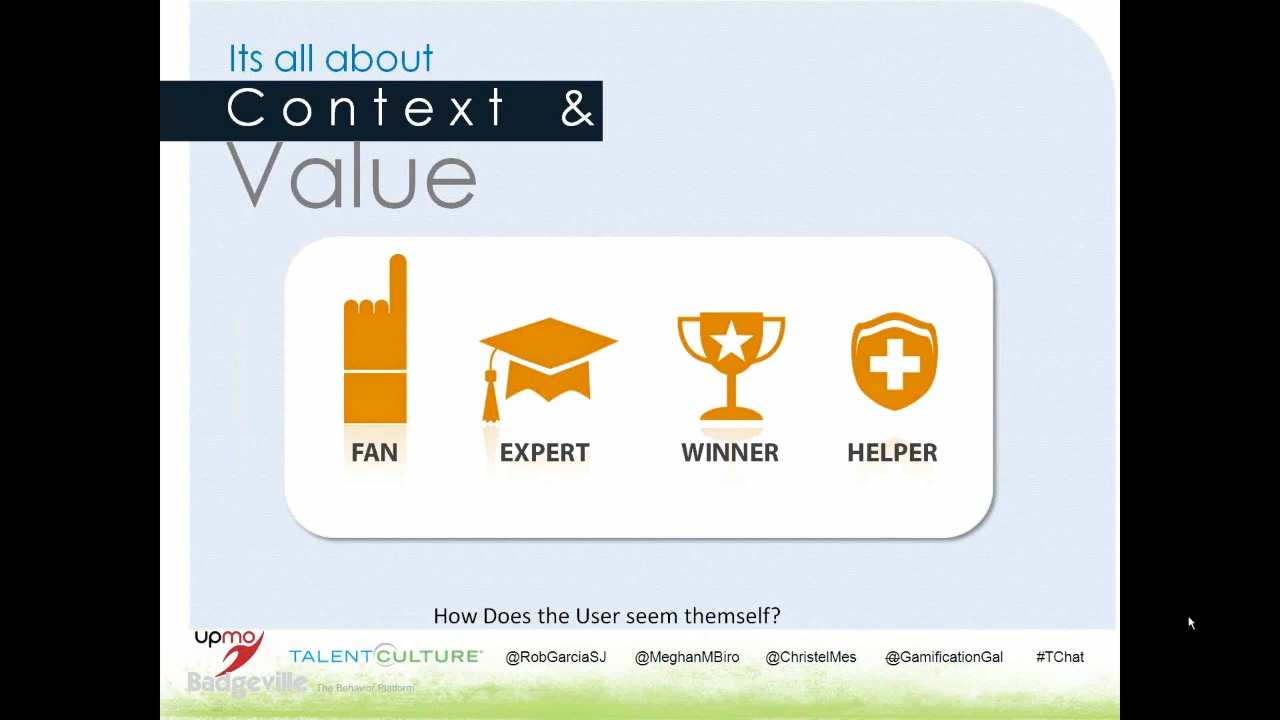 Its all about
Context &
Value
FAN EXPERT WINNER HELPER
How Does the User seem themself?
upmo
TALENTCULTURE @RobGarciaSJ @MeghanMBiro @ChristelMes @GamificationGal #TChat
Badgeville The Behavior Platform